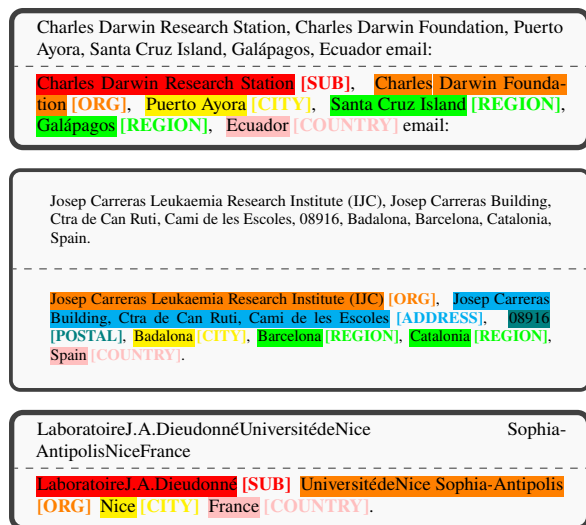 Charles Darwin Research Station, Charles Darwin Foundation, Puerto
Ayora, Santa Cruz Island, Galápagos, Ecuador email:
Charles Darwin Research Station [SUB], Charles Darwin Founda-
tion [ORG], Puerto Ayora [CITY], Santa Cruz Island [REGION],
Galápagos [REGION], Ecuador [COUNTRY] email:
Josep Carreras Leukaemia Research Institute (IJC), Josep Carreras Building,
Ctra de Can Ruti, Cami de les Escoles, 08916, Badalona, Barcelona, Catalonia,
Spain.
Josep Carreras Leukaemia Research Institute (IJC) [ORG], Josep Carreras
Building, Ctra de Can Ruti, Cami de les Escoles [ADDRESS], 08916
[POSTAL], Badalona [CITY], Barcelona [REGION], Catalonia [REGION],
Spain [COUNTRY].
LaboratoireJ.A.DieudonnéUniversitédeNice Sophia-
AntipolisNiceFrance
LaboratoireJ.A.Dieudonné [SUB] UniversitédeNice Sophia-Antipolis
[ORG] Nice [CITY] France [COUNTRY].